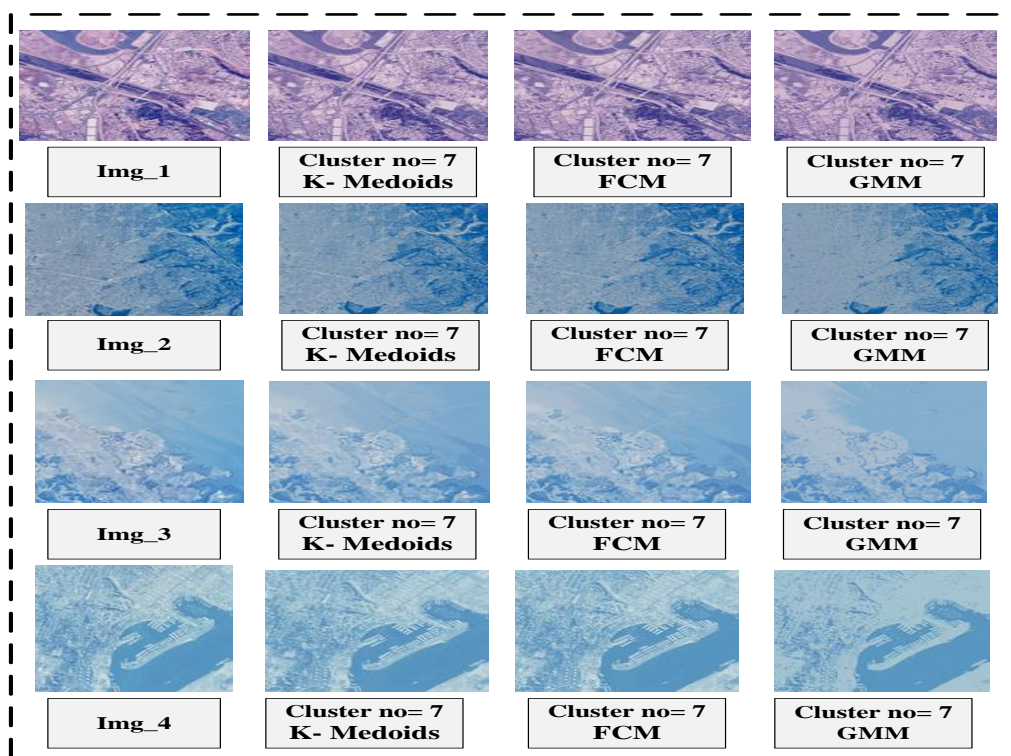 Img_1
Cluster no= 7
K- Medoids
Cluster no= 7
FCM
Cluster no= 7
GMM
Img_2
Cluster no= 7
K- Medoids
Cluster no= 7
FCM
Cluster no= 7
GMM
Img_3
Cluster no= 7
K- Medoids
Cluster no= 7
FCM
Cluster no= 7
GMM
Img_4
Cluster no= 7
K- Medoids
Cluster no= 7
FCM
Cluster no= 7
GMM